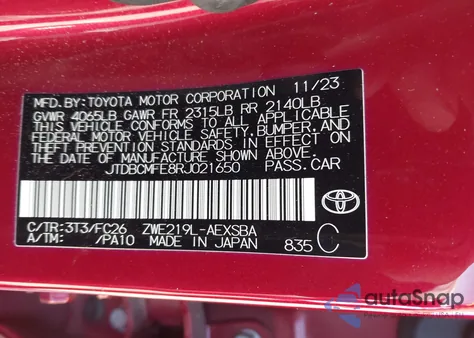 MFD.BY:TOYOTA MOTOR CORPORATION 11/23
GVWR 4065LB GAWR FR 2315LB RR 2140LB
THIS VEHICLE CONFORMS TO ALL APPLICABLE
FEDERAL MOTOR VEHICLE SAFETY,BUMPER,AND
THEFT PREVENTION STANDARDS IN EFFECT ON
THE DATE OF MANUFACTURE SHOWN ABOVE.
JTDBCMFE8RJ021650 PASS.CAR
C/TR:3T3/FC26 ZWE219L-AEXSBA
A/TM: /PA10 MADE IN JAPAN 835 C
autoSnap